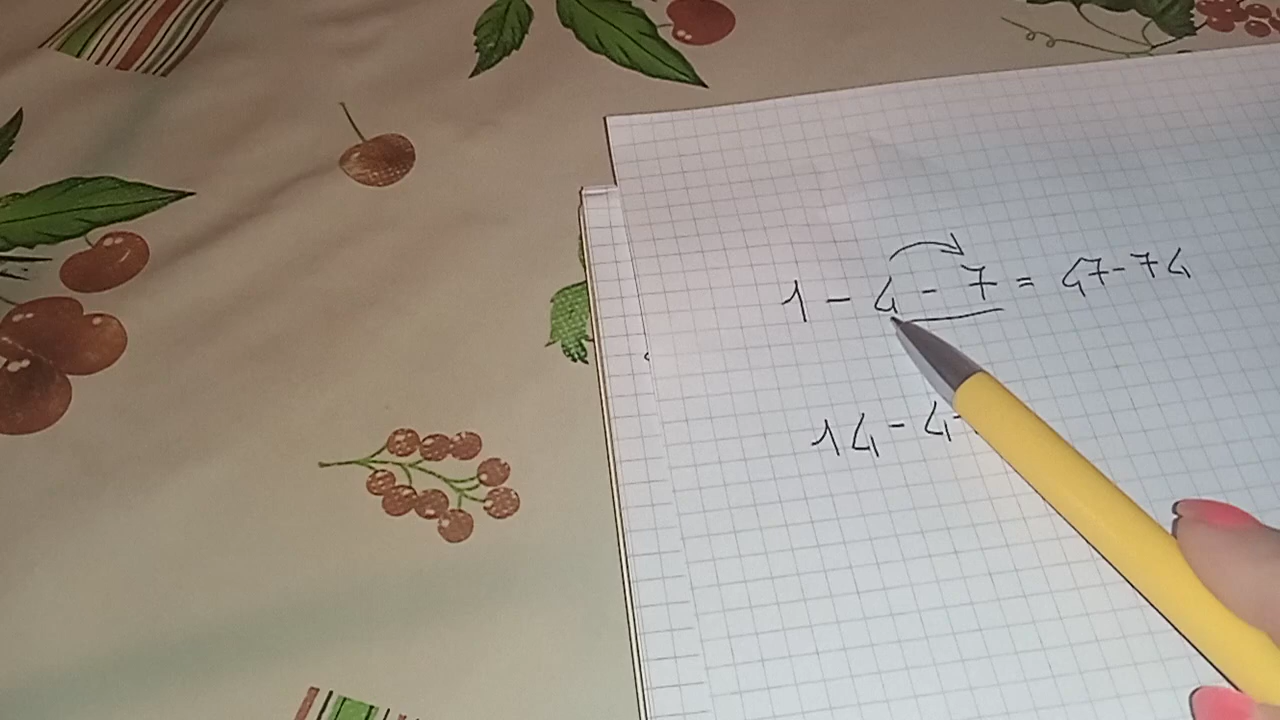 1 - 4 - 7 = 47-74
14-4-